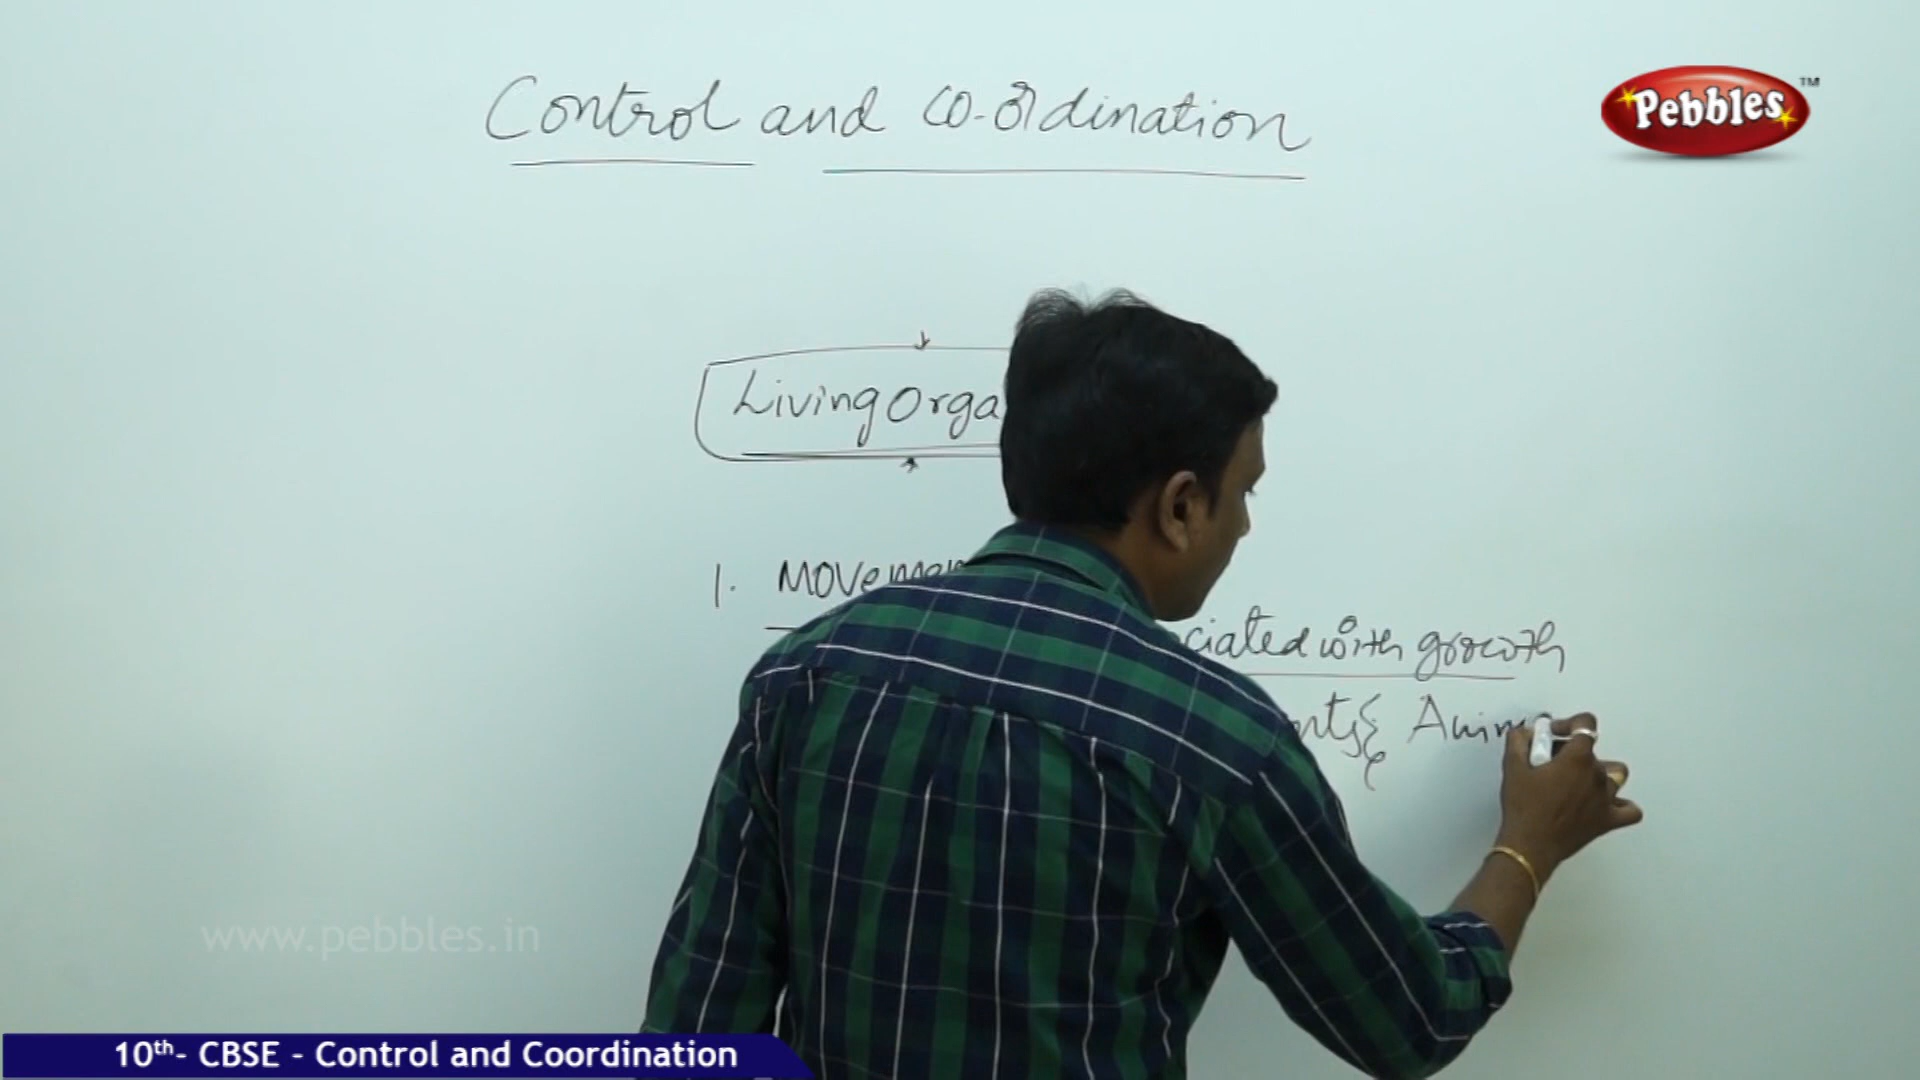 Control and CO-ordination
Pebbles TM
Living Orga
1. Movemen
ciated with growth
nts{ Anim
www.pebbles.in
10th- CBSE - Control and Coordination